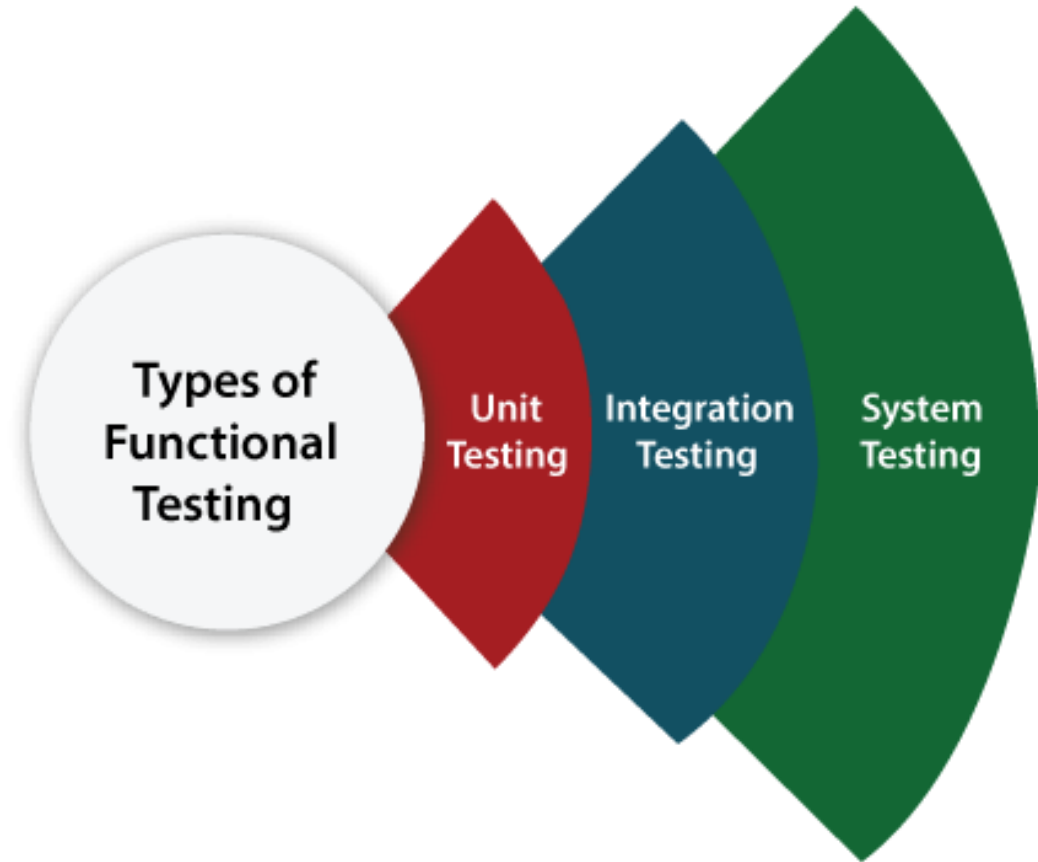 Types of
Functional
Testing
Unit
Testing
Integration
Testing
System
Testing